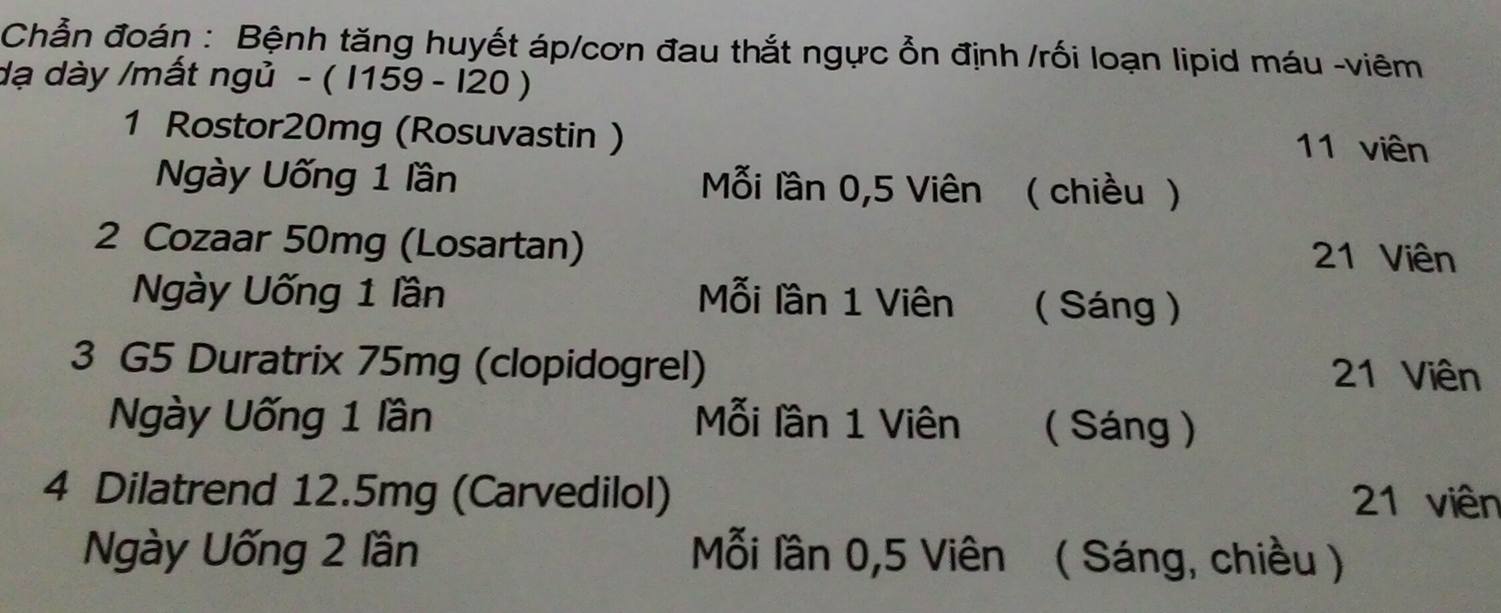 Chẩn đoán : Bệnh tăng huyết áp/cơn đau thắt ngực ổn định /rối loạn lipid máu -viêm
dạ dày /mất ngủ - ( I159 - I20 )
1 Rostor20mg (Rosuvastin ) 11 viên
Ngày Uống 1 lần Mỗi lần 0,5 Viên ( chiều )
2 Cozaar 50mg (Losartan) 21 Viên
Ngày Uống 1 lần Mỗi lần 1 Viên ( Sáng )
3 G5 Duratrix 75mg (clopidogrel) 21 Viên
Ngày Uống 1 lần Mỗi lần 1 Viên ( Sáng )
4 Dilatrend 12.5mg (Carvedilol) 21 viên
Ngày Uống 2 lần Mỗi lần 0,5 Viên ( Sáng, chiều )